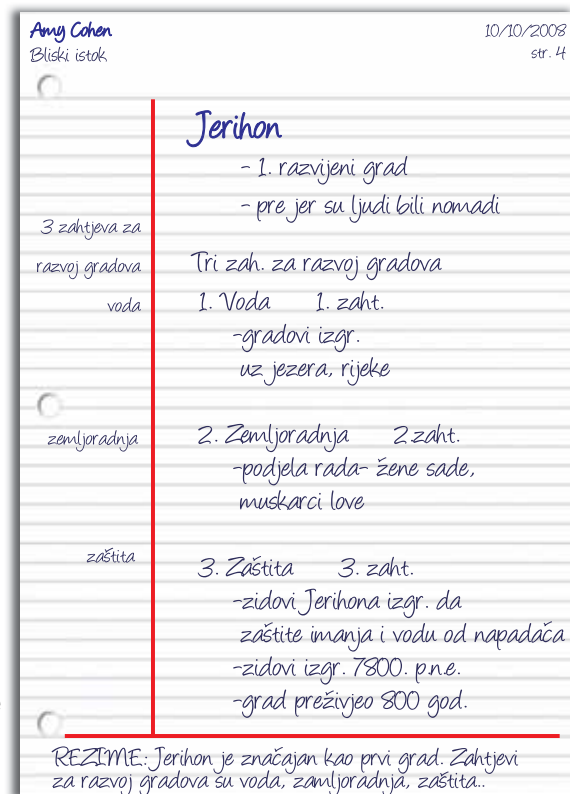 Amy Cohen
10/10/2008
Bliski istok
str. 4
Jerihon
- 1. razvijeni grad
- pre jer su ljudi bili nomadi
3 zahtjeva za
razvoj gradova
Tri zah. za razvoj gradova
voda
1. Voda 1. zaht.
-gradovi izgr.
uz jezera, rijeke
zemljoradnja
2. Zemljoradnja 2.zaht.
-podjela rada- žene sade,
muskarci love
zaštita
3. Zaštita 3. zaht.
-zidovi Jerihona izgr. da
zaštite imanja i vodu od napadača
-zidovi izgr. 7800. p.n.e.
-grad preživjeo 800 god.
REZIME: Jerihon je značajan kao prvi grad. Zahtjevi
za razvoj gradova su voda, zamljoradnja, zaštita..